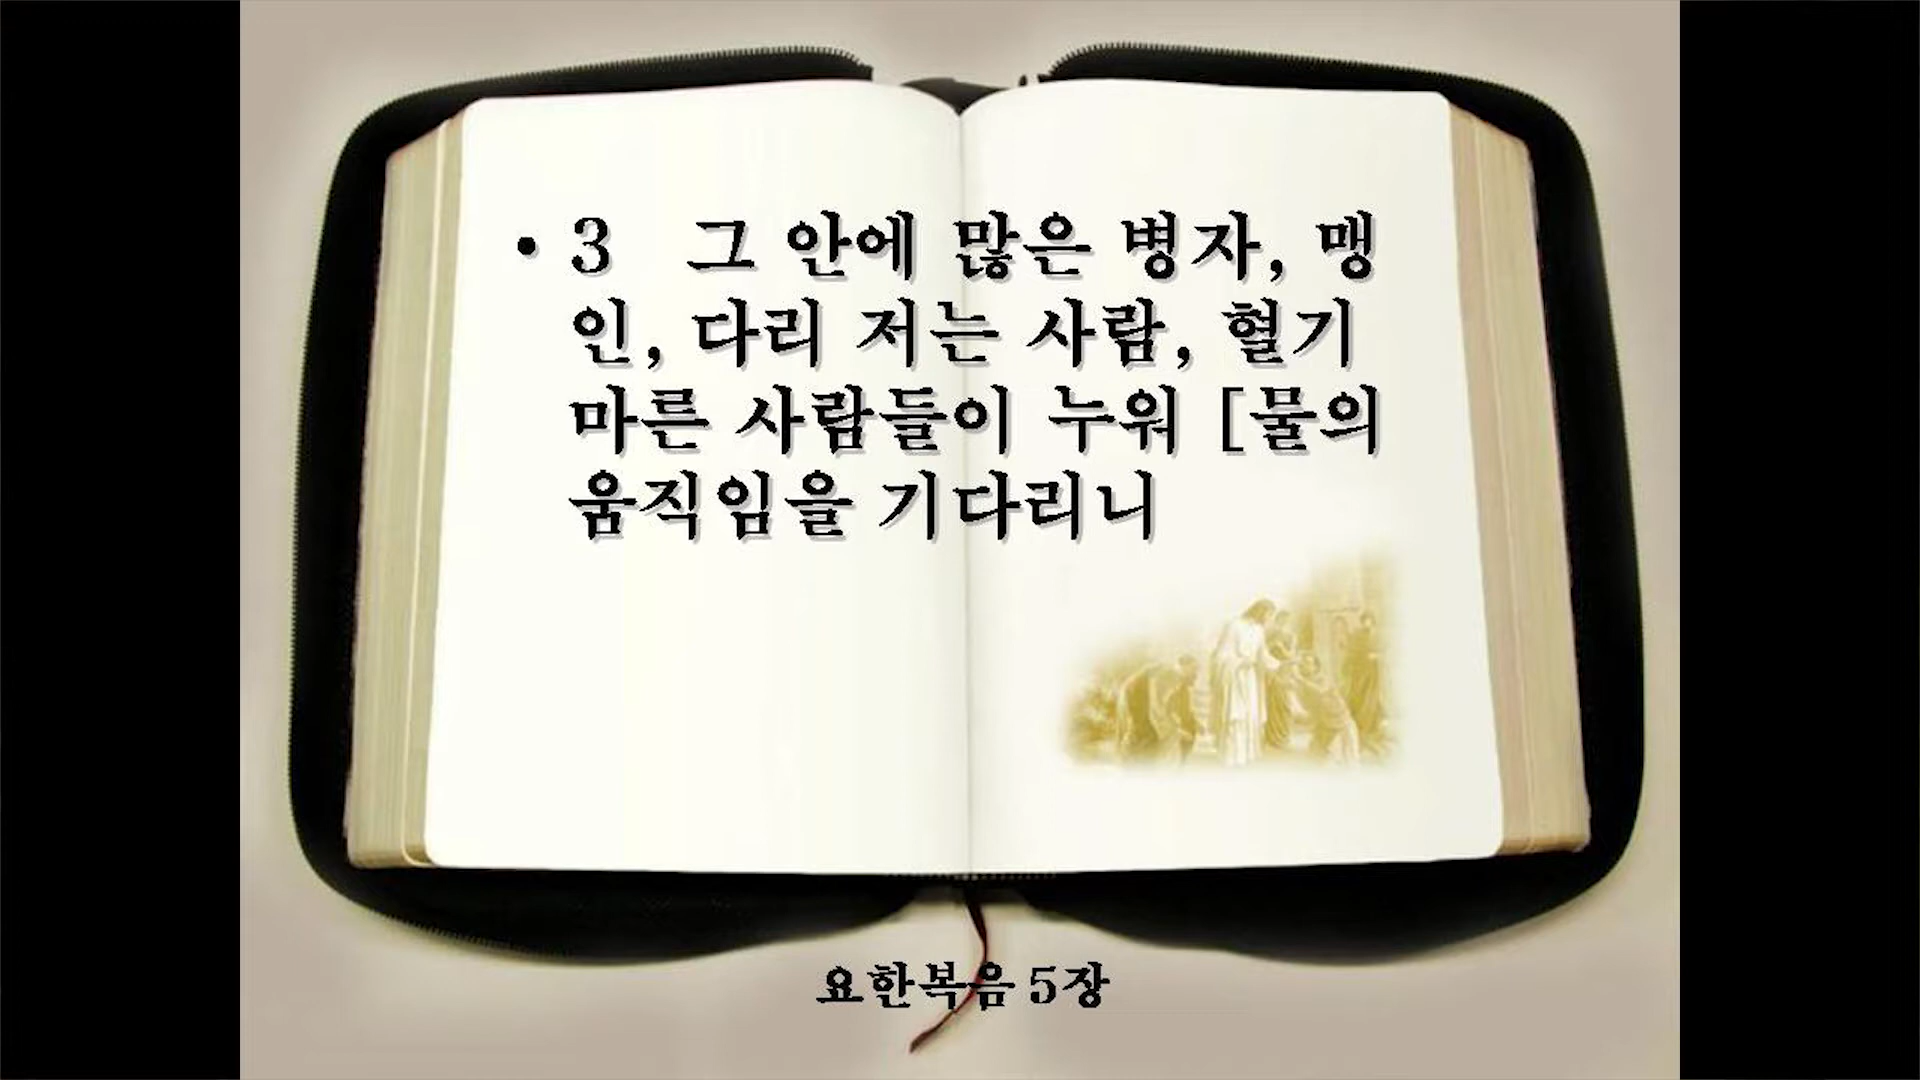 • 3 그 안에 많은 병자, 맹
인, 다리 저는 사람, 혈기
마른 사람들이 누워 [물의
움직임을 기다리니
요한복음 5장